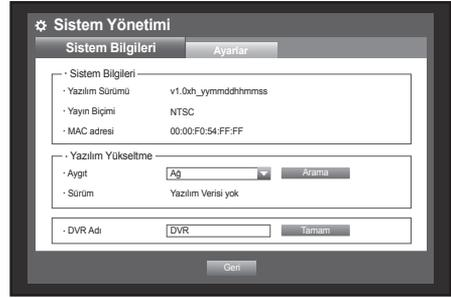 Sistem Yönetimi
Sistem Bilgileri Ayarlar
· Sistem Bilgileri
· Yazılım Sürümü v1.0xh_yymmddhhmmss
· Yayın Biçimi NTSC
· MAC adresi 00:00:F0:54:FF:FF
· Yazılım Yükseltme
· Aygıt Ağ Arama
· Sürüm Yazılım Verisi yok
· DVR Adı DVR Tamam
Geri